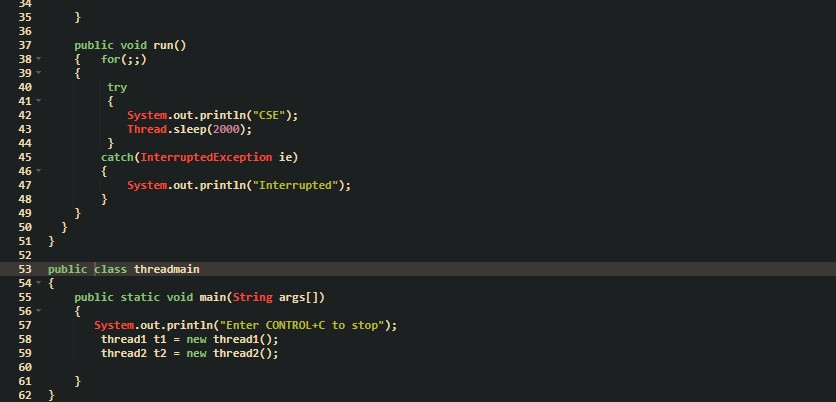 34
35 }
36
37 public void run()
38 { for(;;)
39 {
40 try
41 {
42 System.out.println("CSE");
43 Thread.sleep(2000);
44 }
45 catch(InterruptedException ie)
46 {
47 System.out.println("Interrupted");
48 }
49 }
50 }
51 }
52
53 public class threadmain
54 {
55 public static void main(String args[])
56 {
57 System.out.println("Enter CONTROL+C to stop");
58 thread1 t1 = new thread1();
59 thread2 t2 = new thread2();
60
61 }
62 }